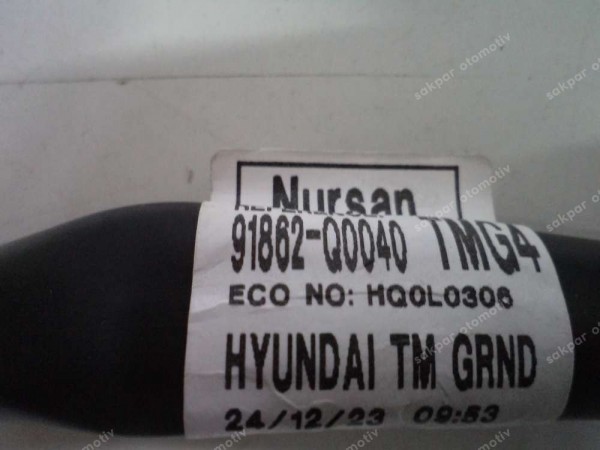 Nursan
91862-Q0040 TMG4
ECO NO: HQ0L0306
HYUNDAI TM GRND
24/12/23 09:53
sakpar otomotiv